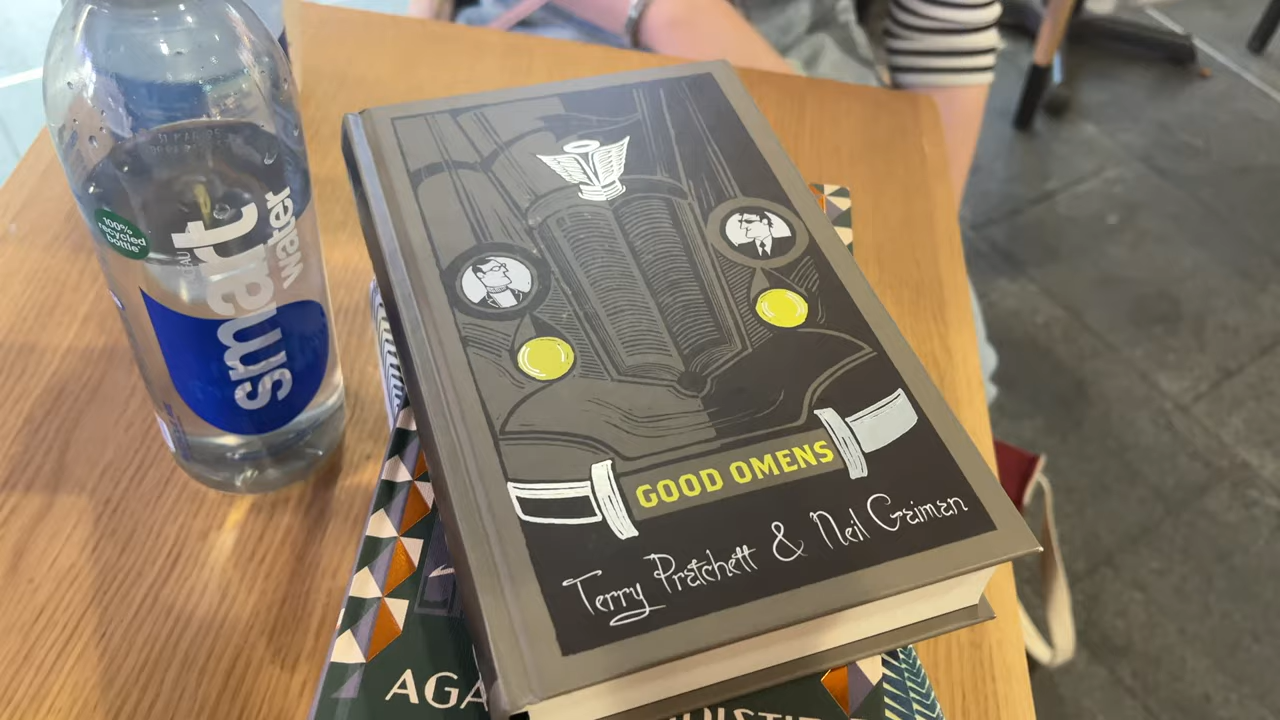 100%
recycled
bottle*
smart
water
GOOD OMENS
Terry Pratchett & Neil Gaiman
AGA